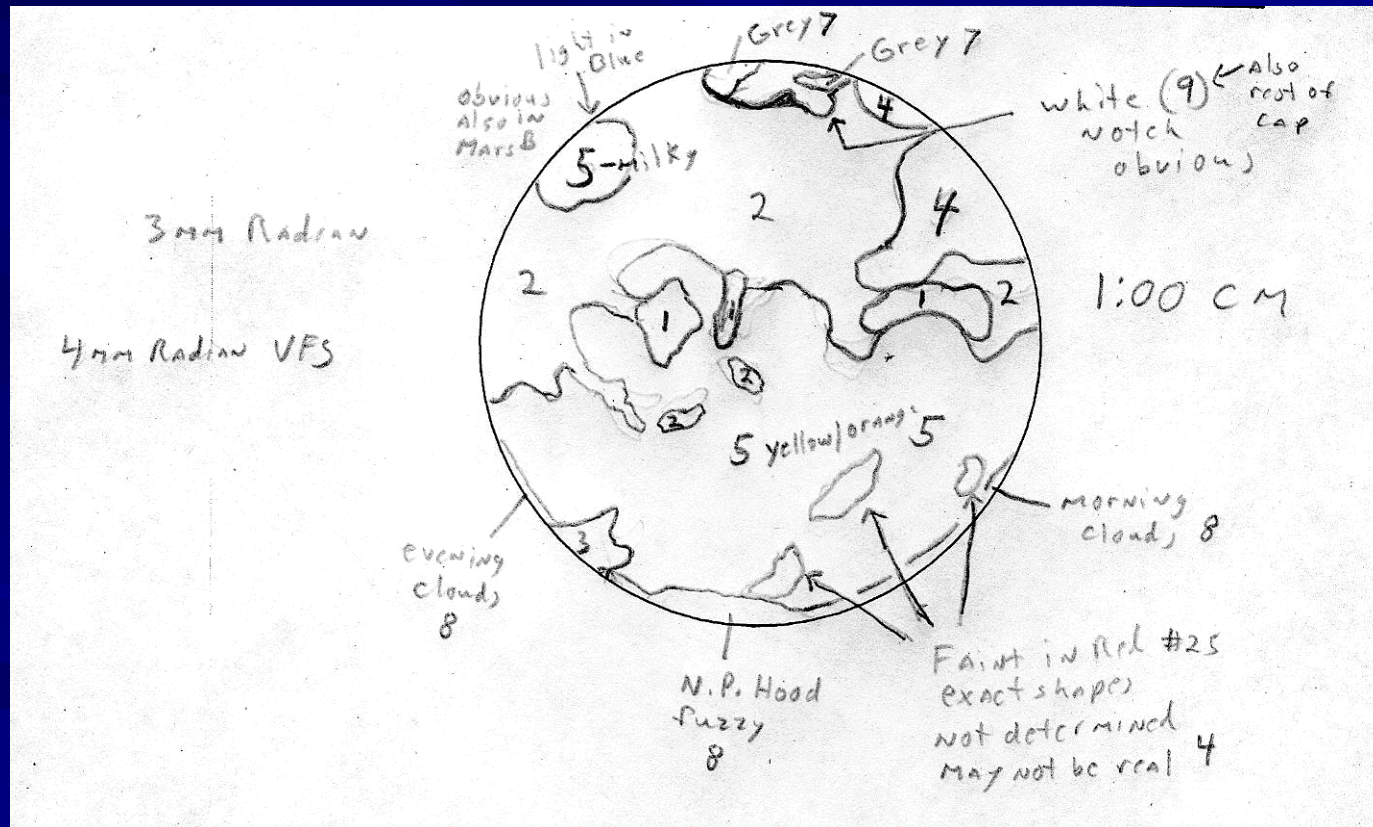 Grey 7
Grey 7
light in
Blue
obvious
Also in
Mars B
4
white (9) Also
notch rest of
obvious cap
5-Milky
2
4
3mm Radian
2
1
1
1
2
1:00 CM
4mm Radian VFS
2
2
5 yellow/orange 5
Morning
clouds 8
3
evening
clouds
8
N.P. Hood
fuzzy
8
Faint in Red #25
exact shapes
not determined
may not be real 4